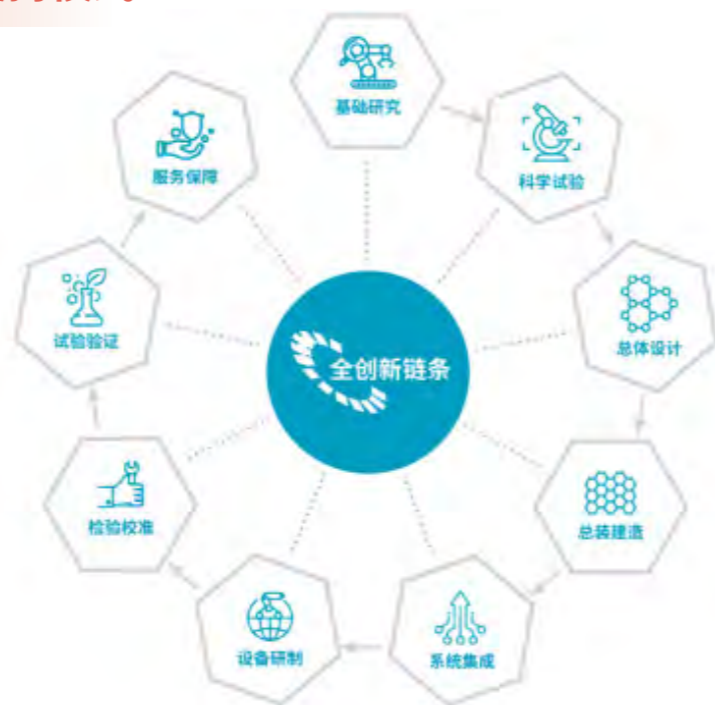 基础研究
科学试验
总体设计
总装建造
系统集成
设备研制
检验校准
试验验证
服务保障
全创新链条